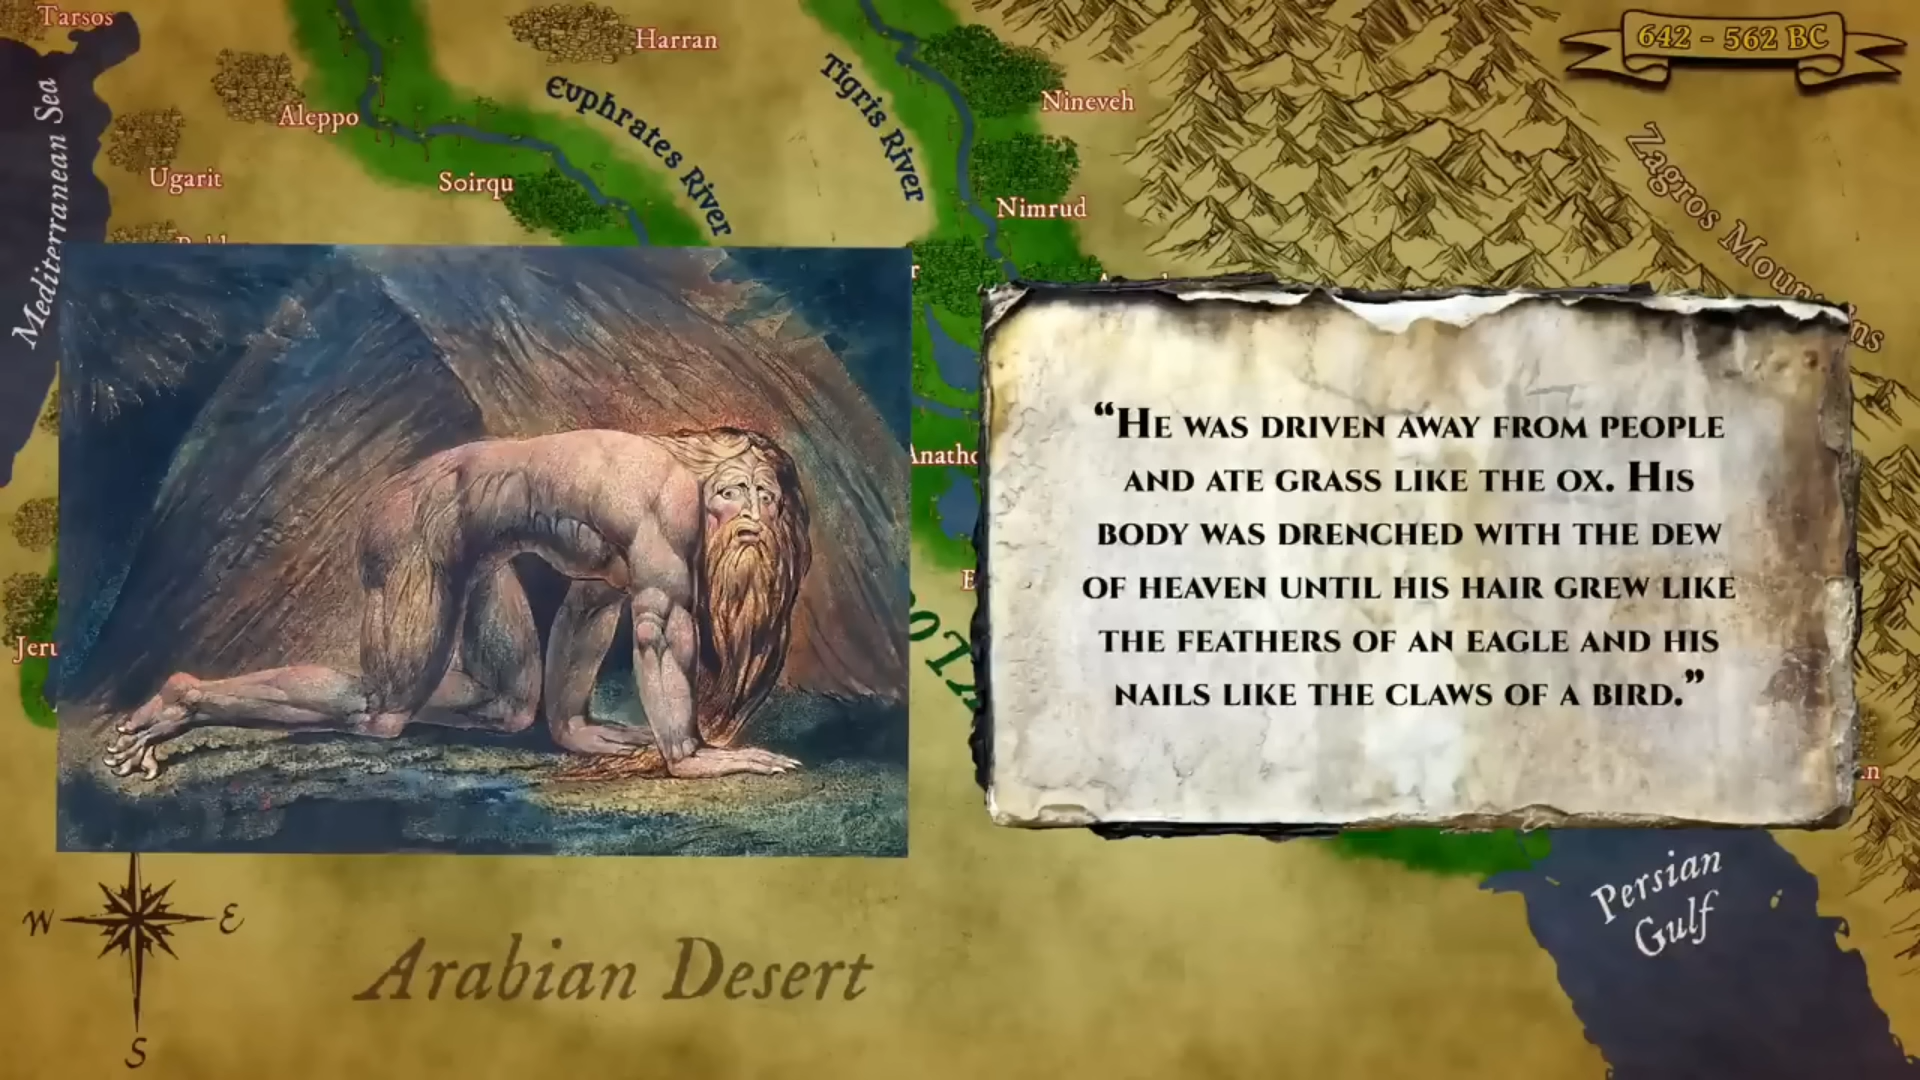 Tarsos
Harran
642 - 562 BC
Mediterranean Sea
Aleppo
Euphrates River
Tigris River
Nineveh
Ugarit
Soirqu
Nimrud
Zagros Mountains
“He was driven away from people
and ate grass like the ox. His
body was drenched with the dew
of heaven until his hair grew like
the feathers of an eagle and his
nails like the claws of a bird.”
Persian
Gulf
W
E
S
Arabian Desert